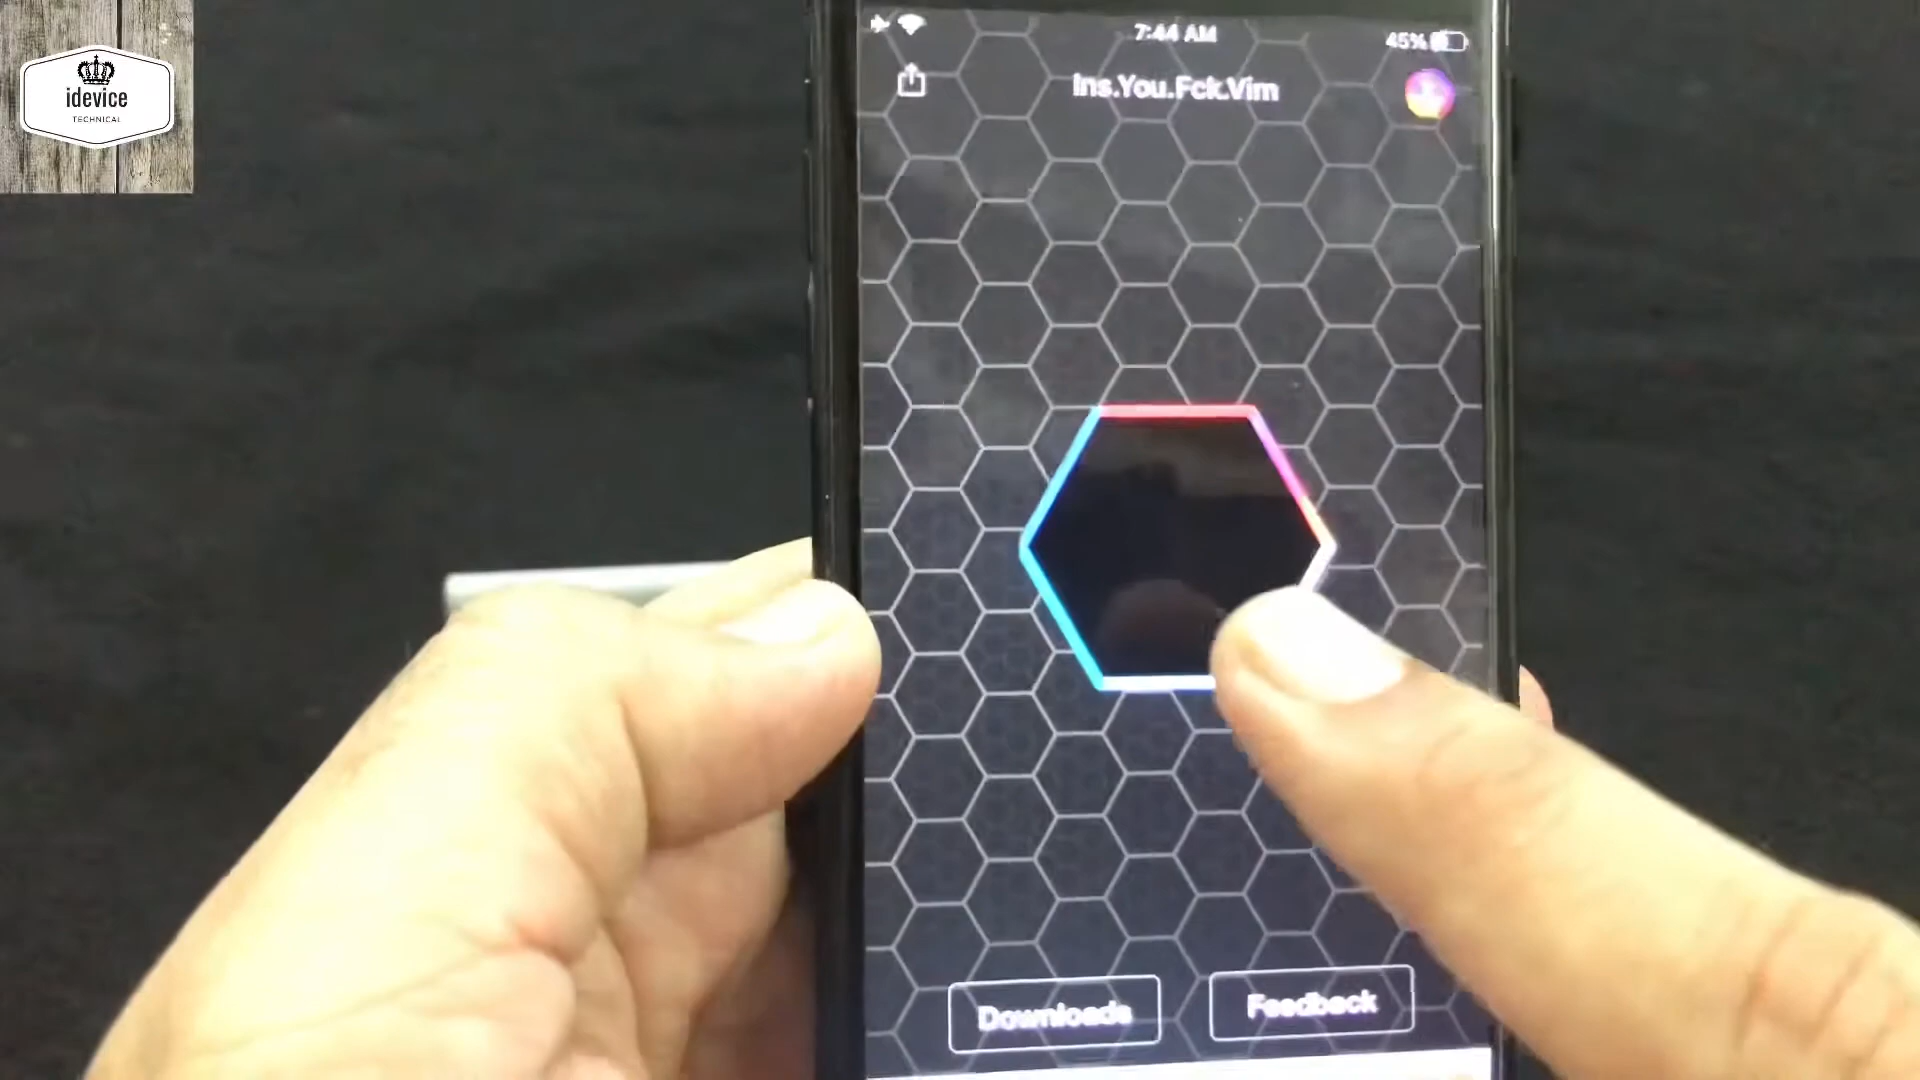 idevice
TECHNICAL
7:44 AM
45%
Ins.You.Fck.Vim
Downloads
Feedback